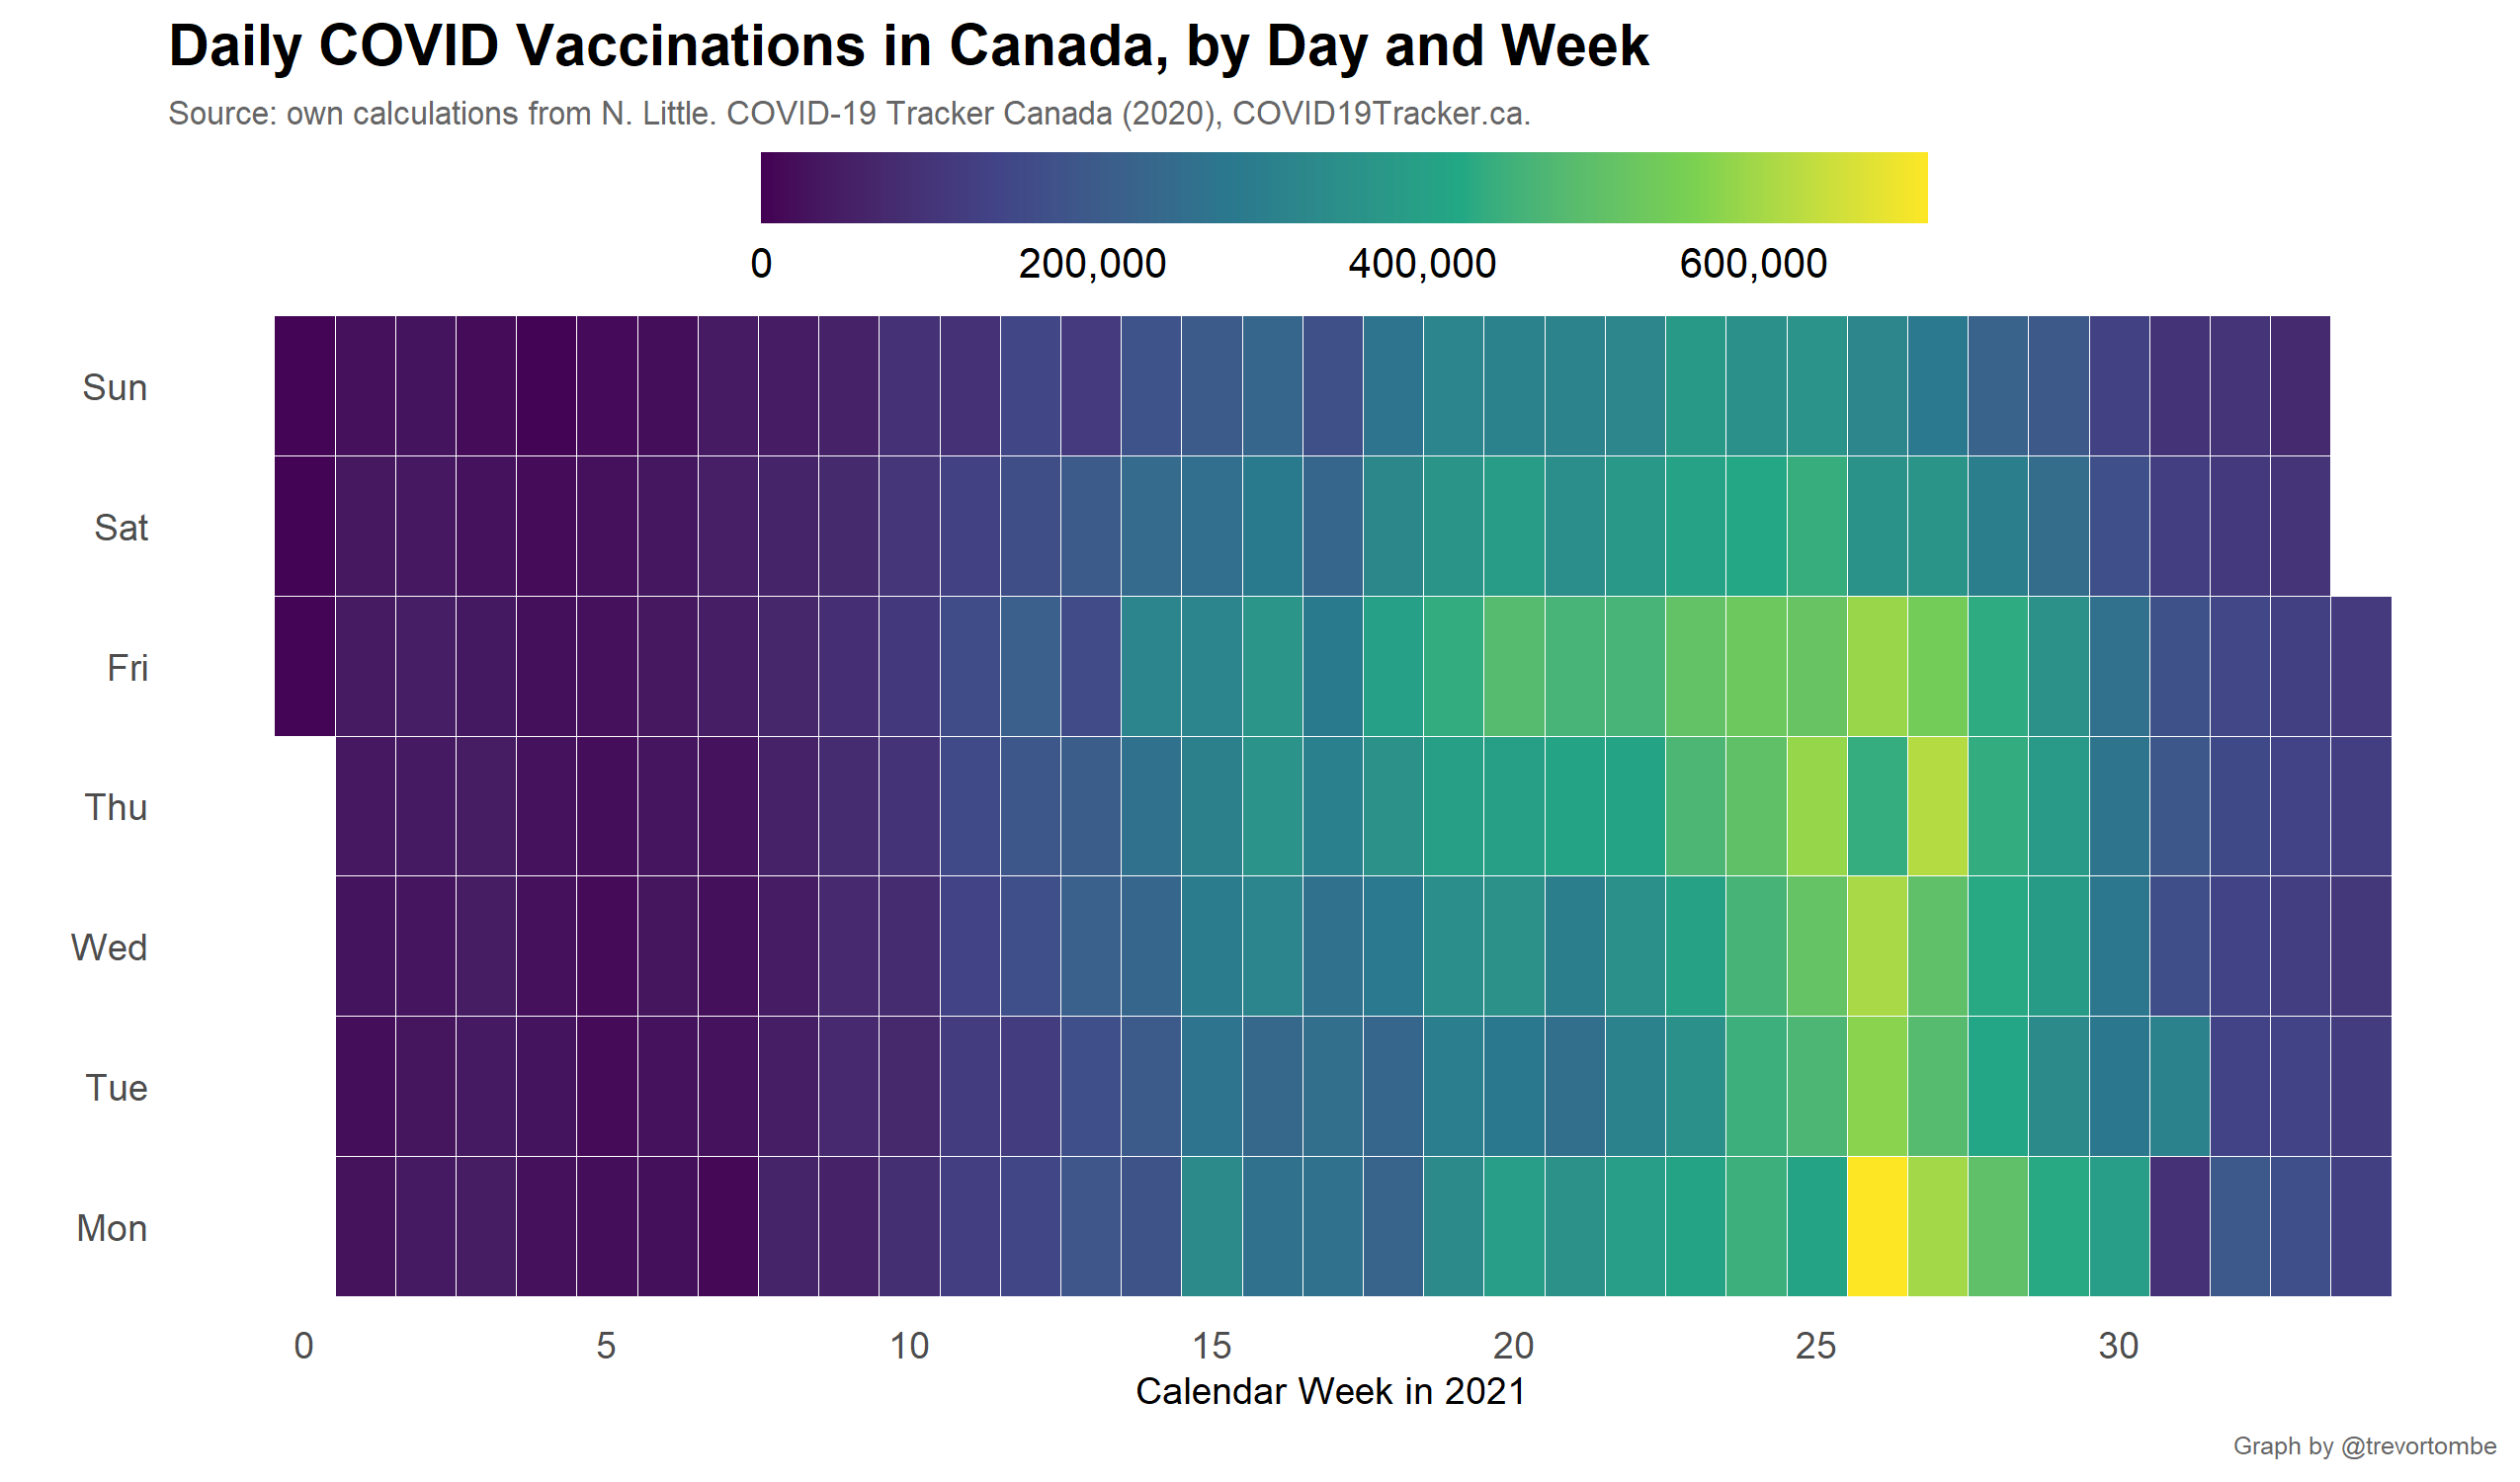 Daily COVID Vaccinations in Canada, by Day and Week
Source: own calculations from N. Little. COVID-19 Tracker Canada (2020), COVID19Tracker.ca.
0 200,000 400,000 600,000
Sun
Sat
Fri
Thu
Wed
Tue
Mon
0 5 10 15 20 25 30
Calendar Week in 2021
Graph by @trevortombe